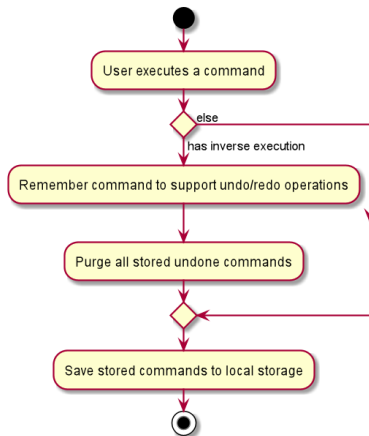 User executes a command
else
has inverse execution
Remember command to support undo/redo operations
Purge all stored undone commands
Save stored commands to local storage